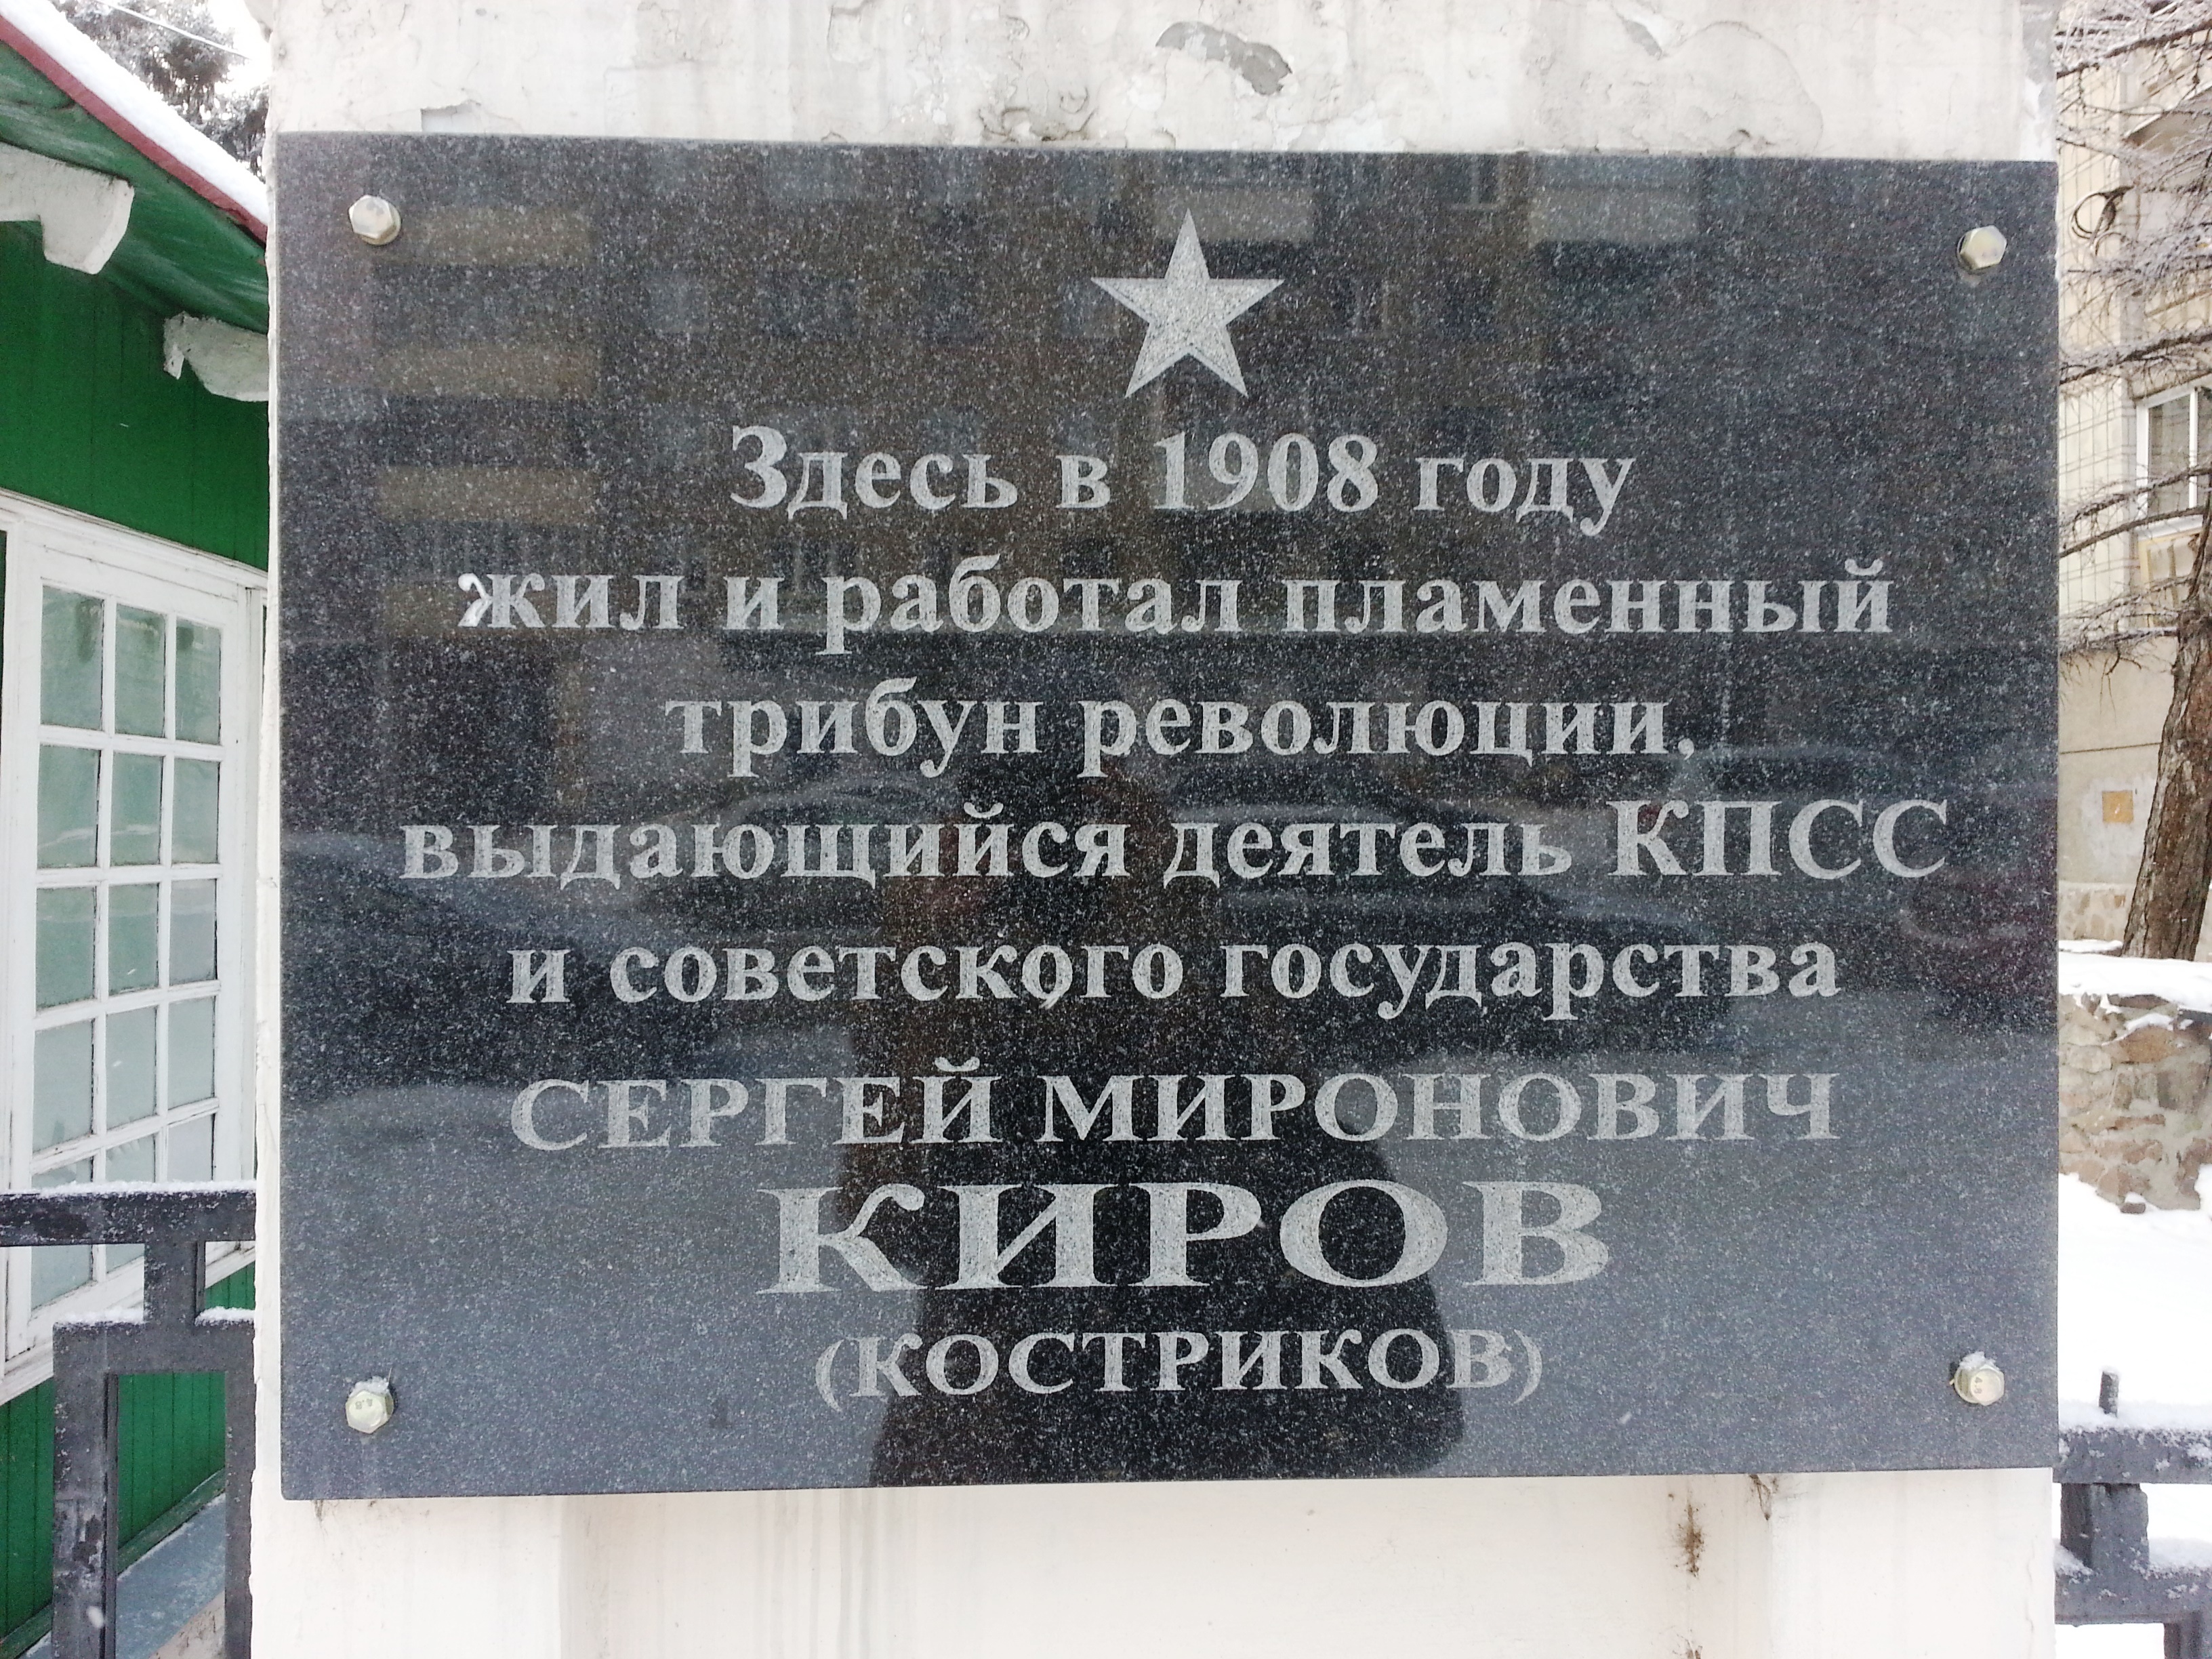 Здесь в 1908 году
жил и работал пламенный
трибун революции,
выдающийся деятель КПСС
и советского государства
СЕРГЕЙ МИРОНОВИЧ
КИРОВ
(КОСТРИКОВ)